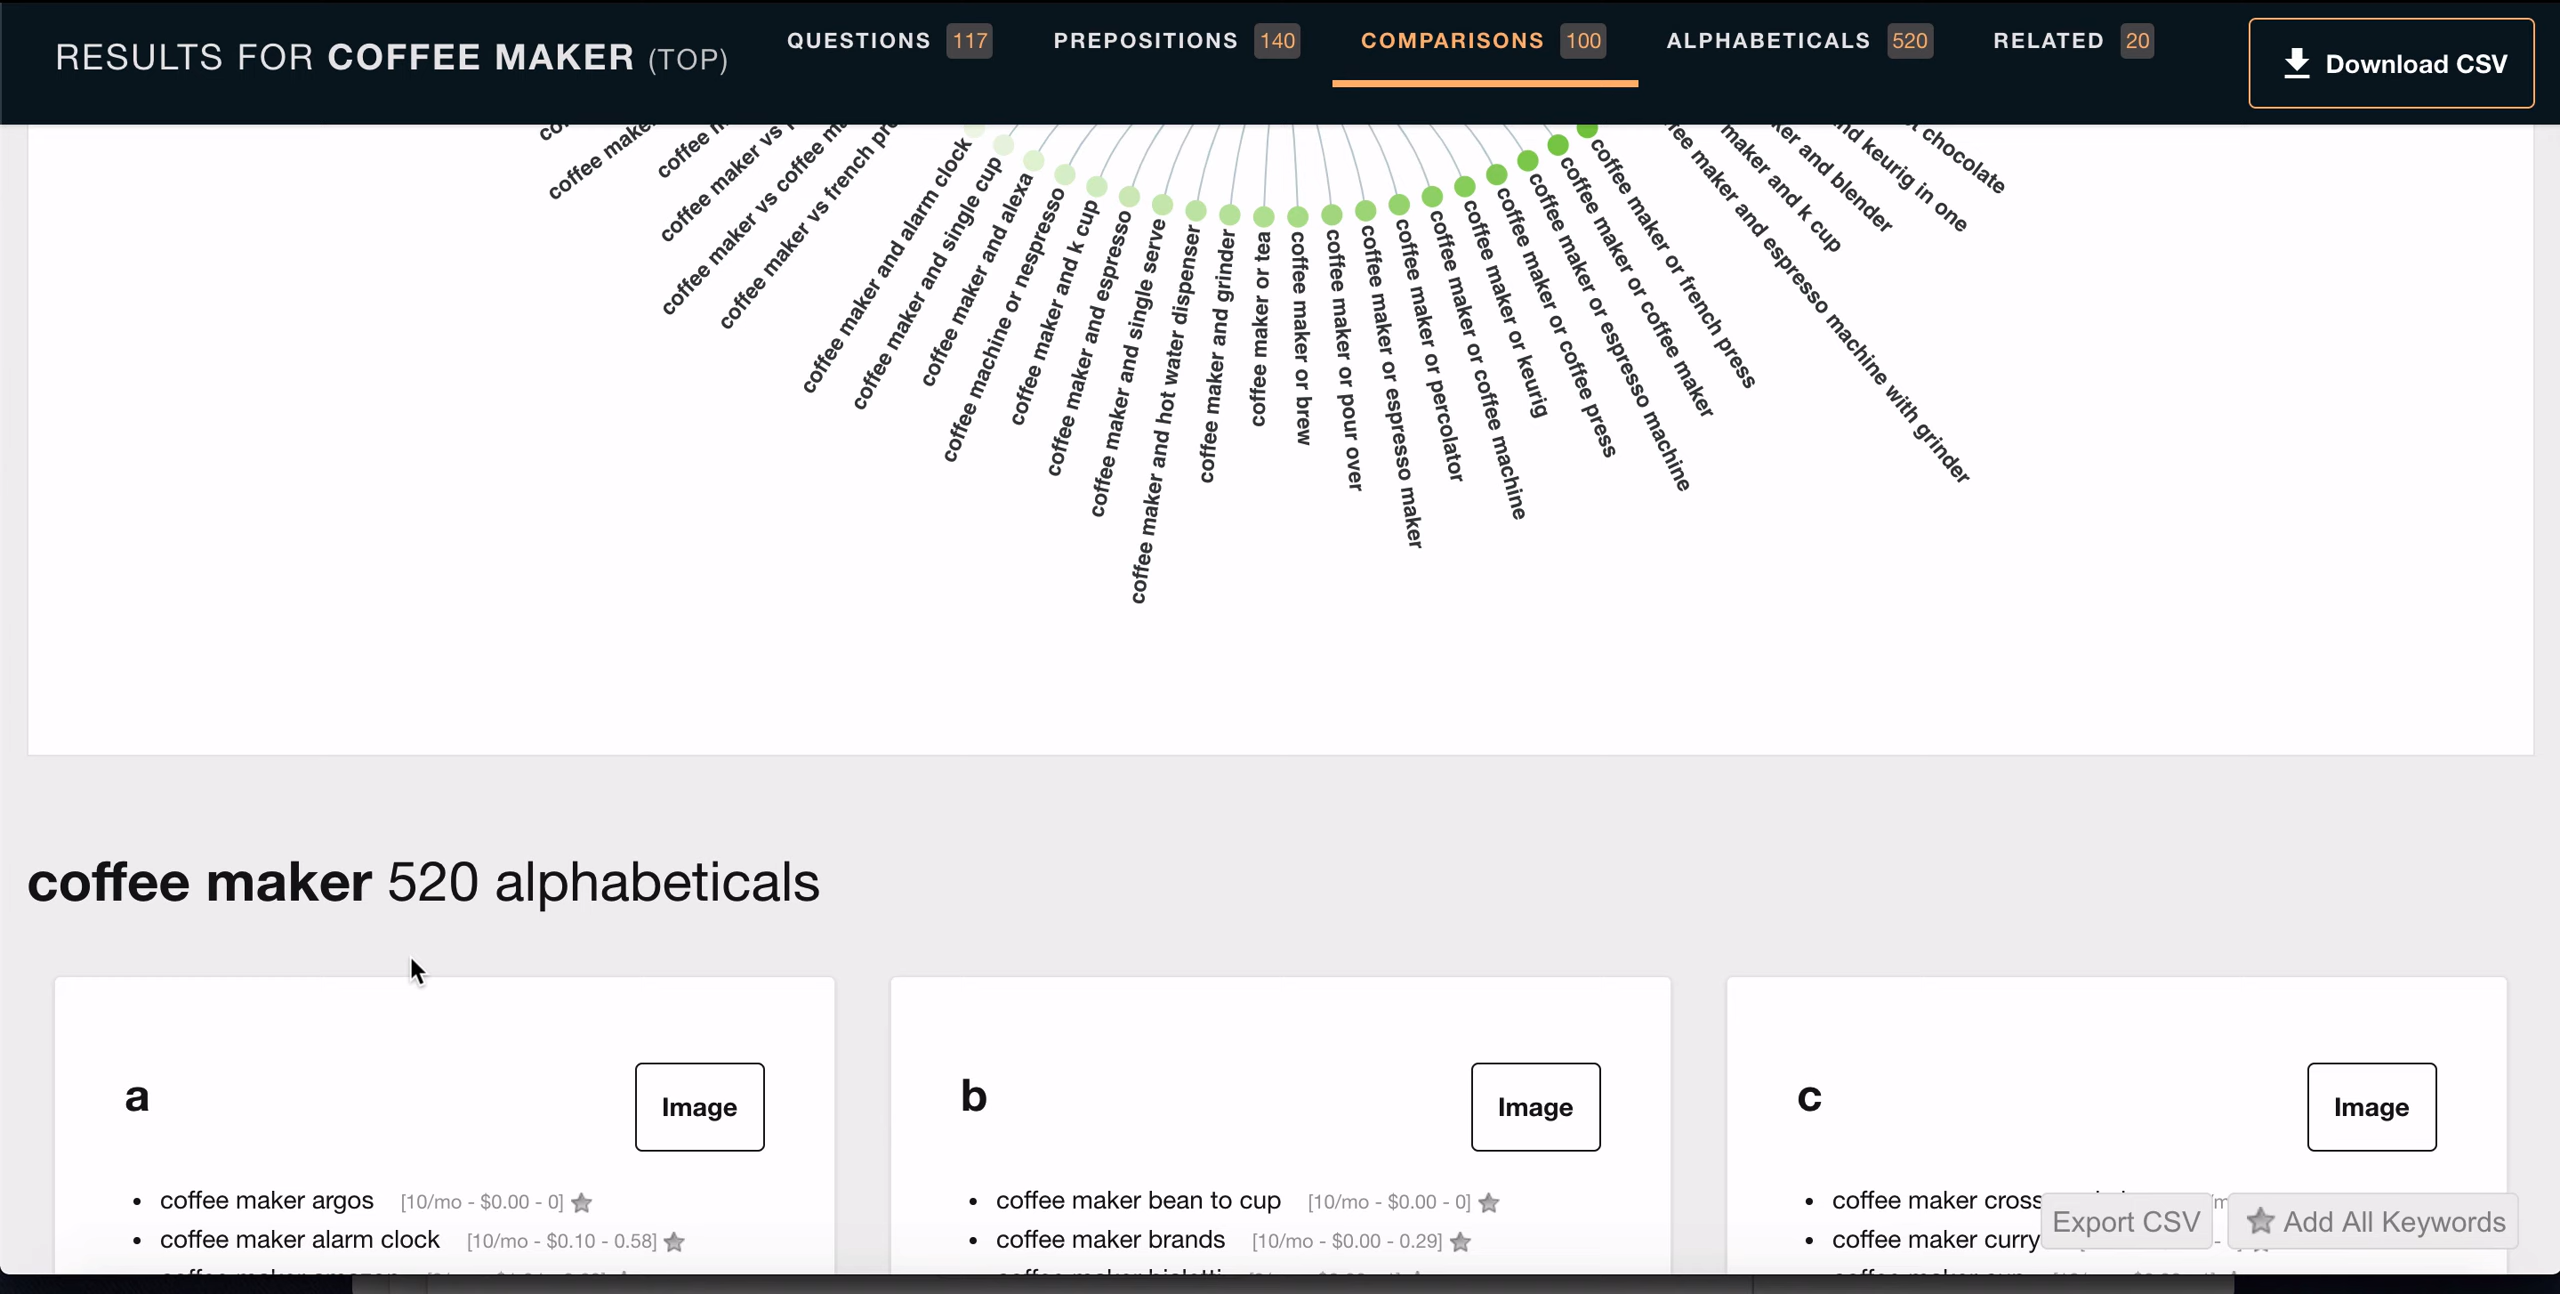 RESULTS FOR COFFEE MAKER (TOP)
QUESTIONS 117
PREPOSITIONS 140
COMPARISONS 100
ALPHABETICALS 520
RELATED 20
Download CSV
coffee maker vs
coffee maker vs coffee
coffee maker vs french
coffee maker and alarm clock
coffee maker and single cup
coffee maker and alexa
coffee machine or nespresso
coffee maker and k cup
coffee maker and espresso
coffee maker and single serve
coffee maker and hot water dispenser
coffee maker and grinder
coffee maker or tea
coffee maker or brew
coffee maker or pour over
coffee maker or espresso maker
coffee maker or percolator
coffee maker or coffee machine
coffee maker or keurig
coffee maker or coffee press
coffee maker or espresso machine
coffee maker or coffee maker
coffee maker or french press
maker and espresso machine with grinder
maker and k cup
and blender
keurig in one
chocolate
coffee maker 520 alphabeticals
a
Image
coffee maker argos [10/mo - $0.00 - 0]
coffee maker alarm clock [10/mo - $0.10 - 0.58]
b
Image
coffee maker bean to cup [10/mo - $0.00 - 0]
coffee maker brands [10/mo - $0.00 - 0.29]
c
Image
coffee maker cross
coffee maker curry
Export CSV
Add All Keywords